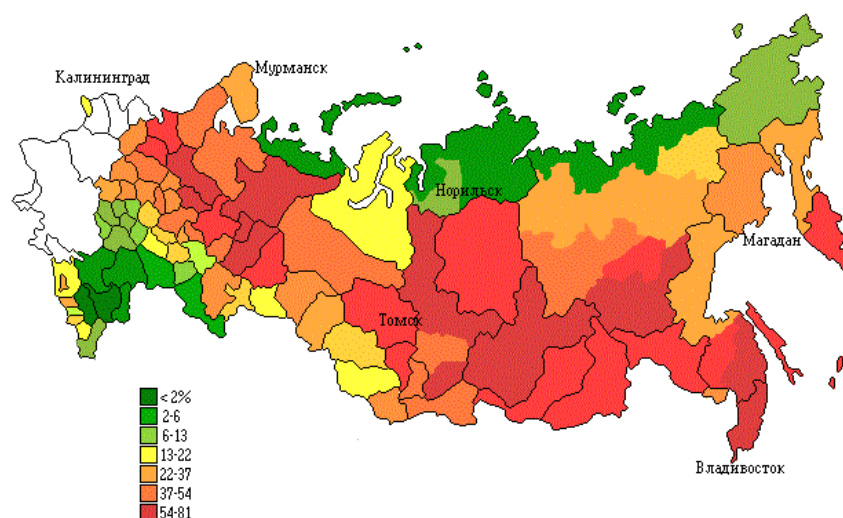 Мурманск
Калининград
Норильск
Магадан
Томск
Владивосток
< 2%
2-6
6-13
13-22
22-37
37-54
54-81